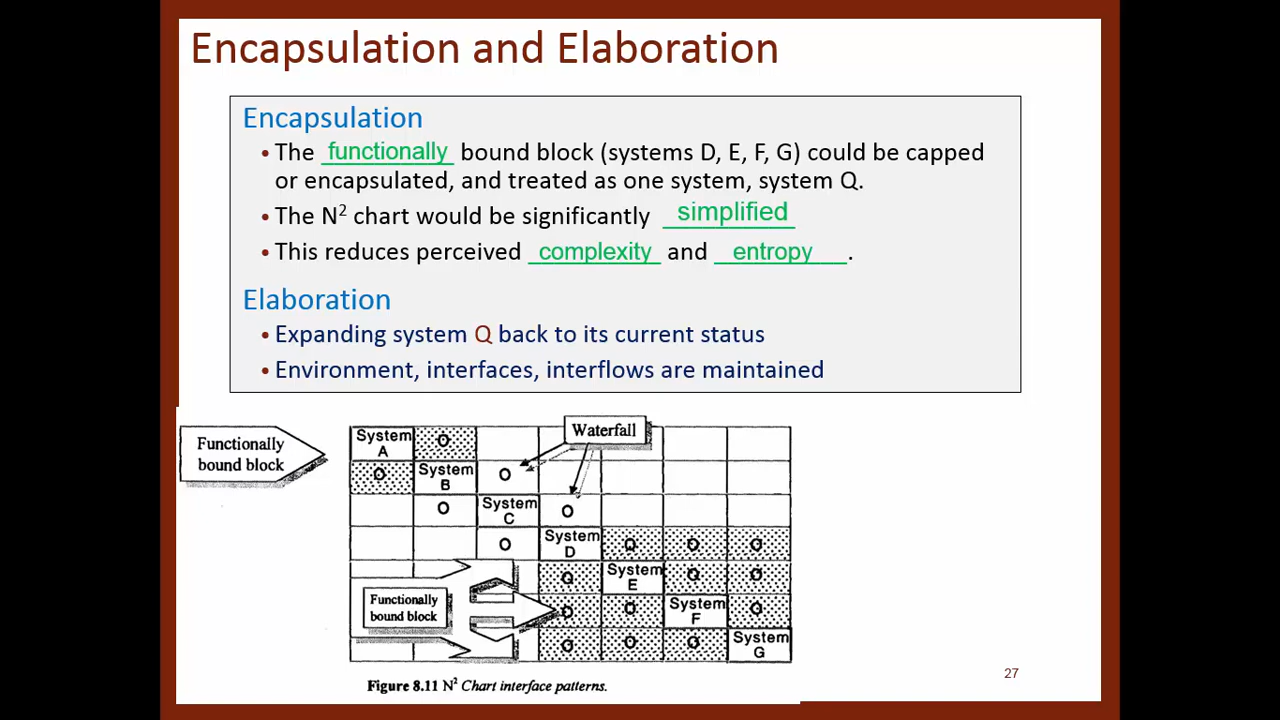 Encapsulation and Elaboration
Encapsulation
• The functionally bound block (systems D, E, F, G) could be capped
or encapsulated, and treated as one system, system Q.
• The N² chart would be significantly simplified
• This reduces perceived complexity and entropy.
Elaboration
• Expanding system Q back to its current status
• Environment, interfaces, interflows are maintained
Functionally
bound block
Waterfall
System
A
O
O
System
B
O
O
System
C
O
O
System
D
O
O
O
O
System
E
O
O
Functionally
bound block
O
O
System
F
O
O
O
O
System
G
Figure 8.11 N² Chart interface patterns.
27